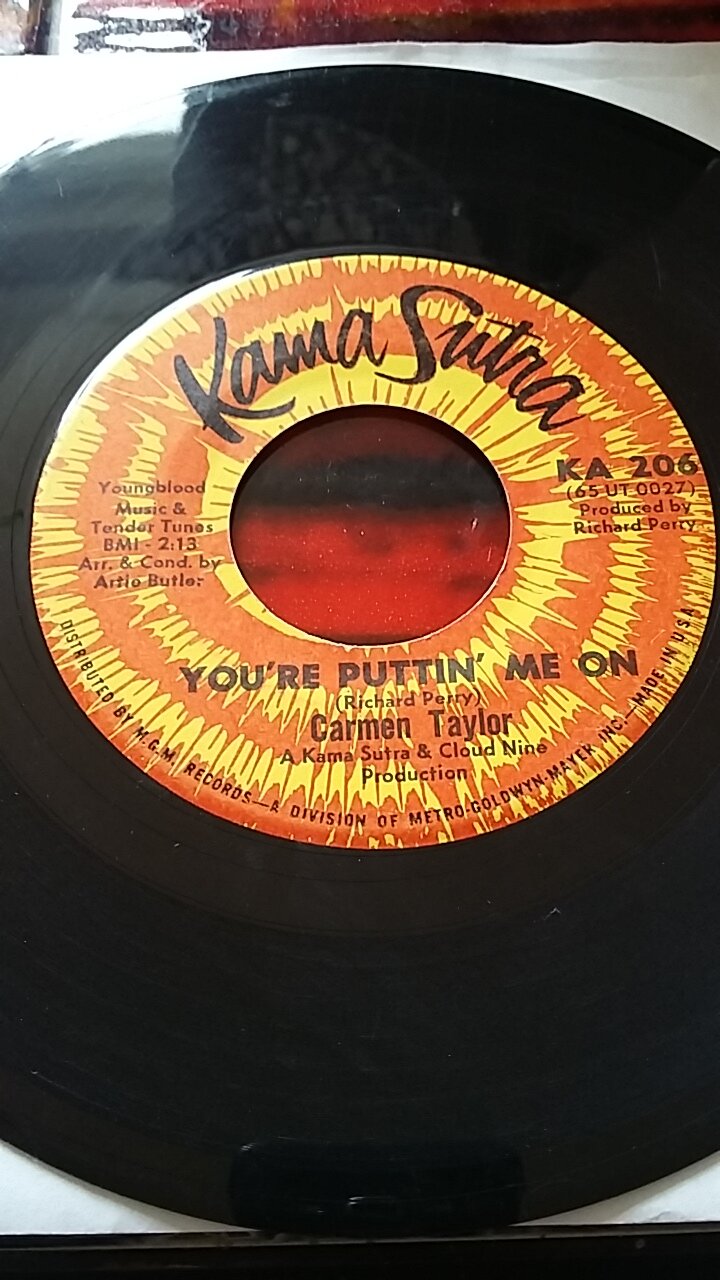 Kama Sutra
KA 206
(65-UT-0027)
Produced by
Richard Perry
Youngblood
Music &
Tender Tunes
BMI - 2:13
Arr. & Cond. by
Artie Butler
YOU'RE PUTTIN' ME ON
(Richard Perry)
Carmen Taylor
A Kama Sutra & Cloud Nine
Production
DISTRIBUTED BY M.G.M. RECORDS—A DIVISION OF METRO-GOLDWYN-MAYER INC.—MADE IN U.S.A.